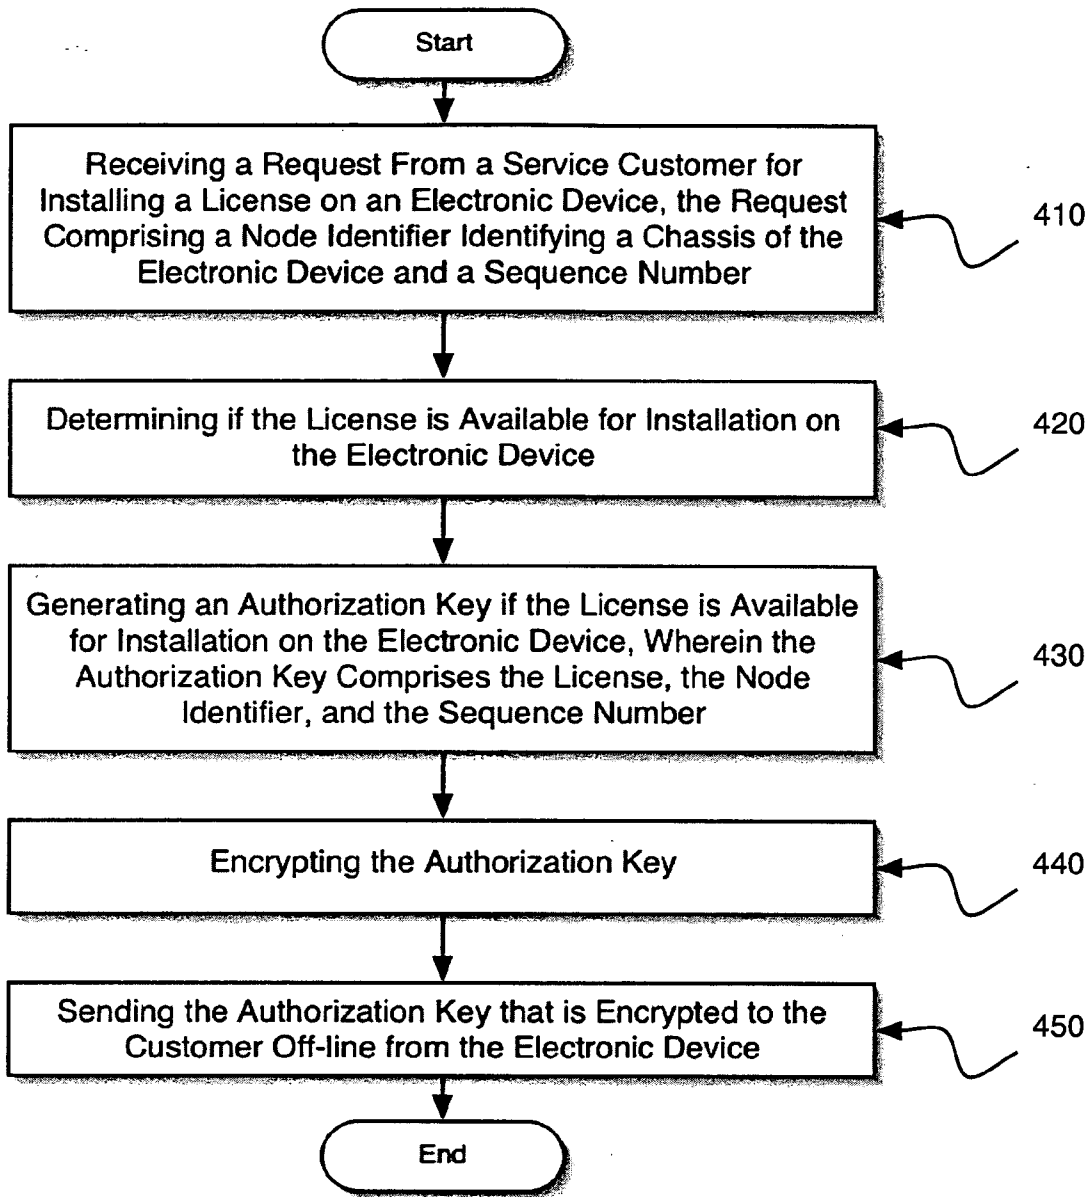 Start
Receiving a Request From a Service Customer for
Installing a License on an Electronic Device, the Request
Comprising a Node Identifier Identifying a Chassis of the
Electronic Device and a Sequence Number
410
Determining if the License is Available for Installation on
the Electronic Device
420
Generating an Authorization Key if the License is Available
for Installation on the Electronic Device, Wherein the
Authorization Key Comprises the License, the Node
Identifier, and the Sequence Number
430
Encrypting the Authorization Key
440
Sending the Authorization Key that is Encrypted to the
Customer Off-line from the Electronic Device
450
End